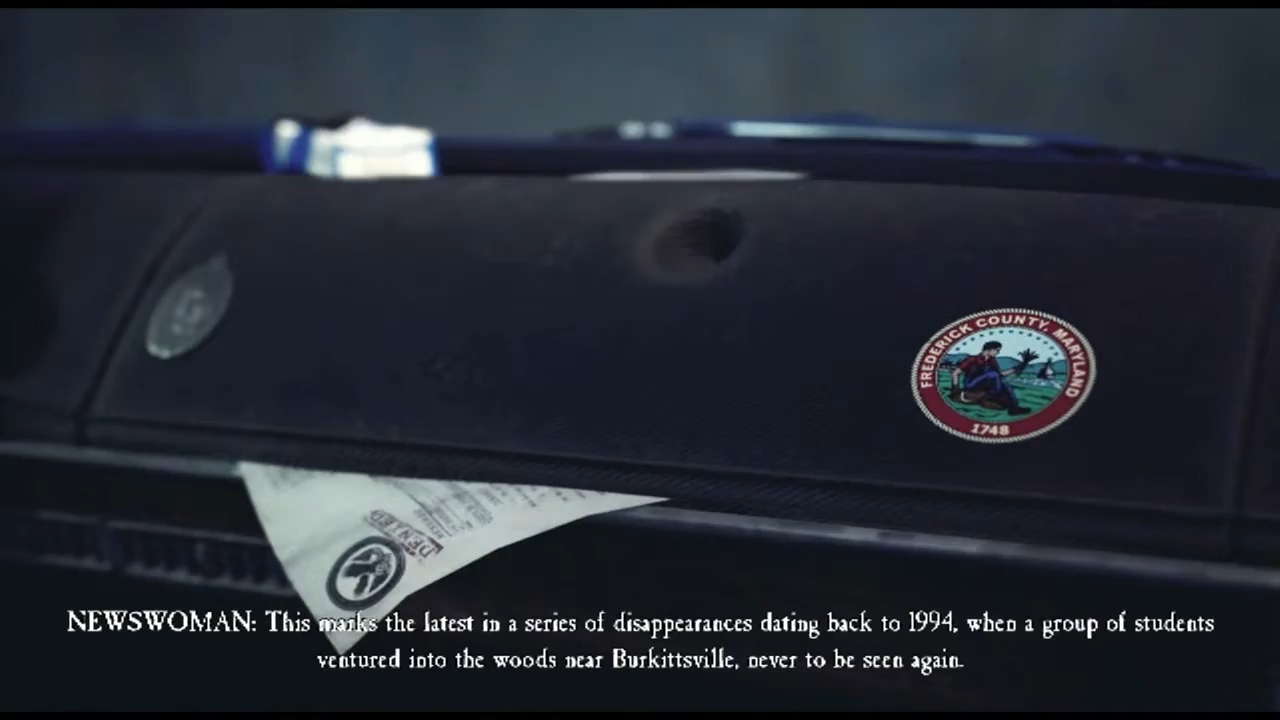 FREDERICK COUNTY, MARYLAND
1748
DENIED
NEWSWOMAN: This marks the latest in a series of disappearances dating back to 1994, when a group of students
ventured into the woods near Burkittsville, never to be seen again.